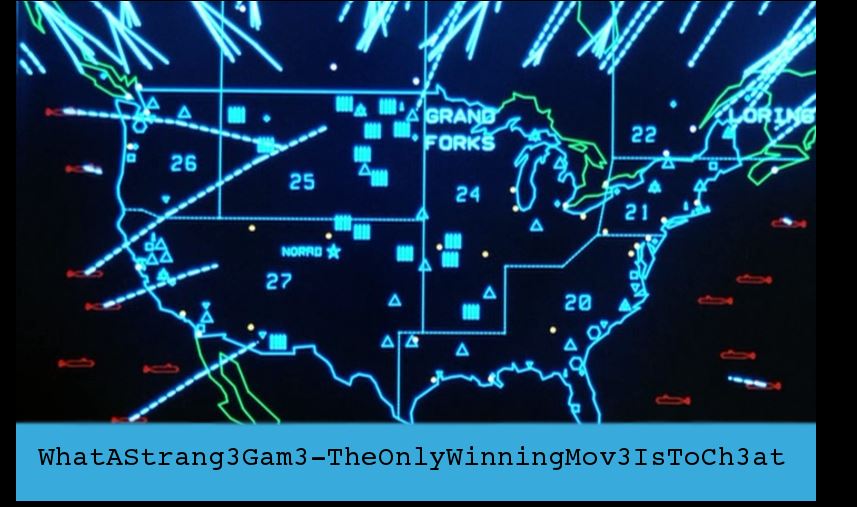 GRAND
FORKS
LORING
22
26
25
24
21
NORAD
27
20
WhatAStrang3Gam3-TheOnlyWinningMov3IsToCh3at